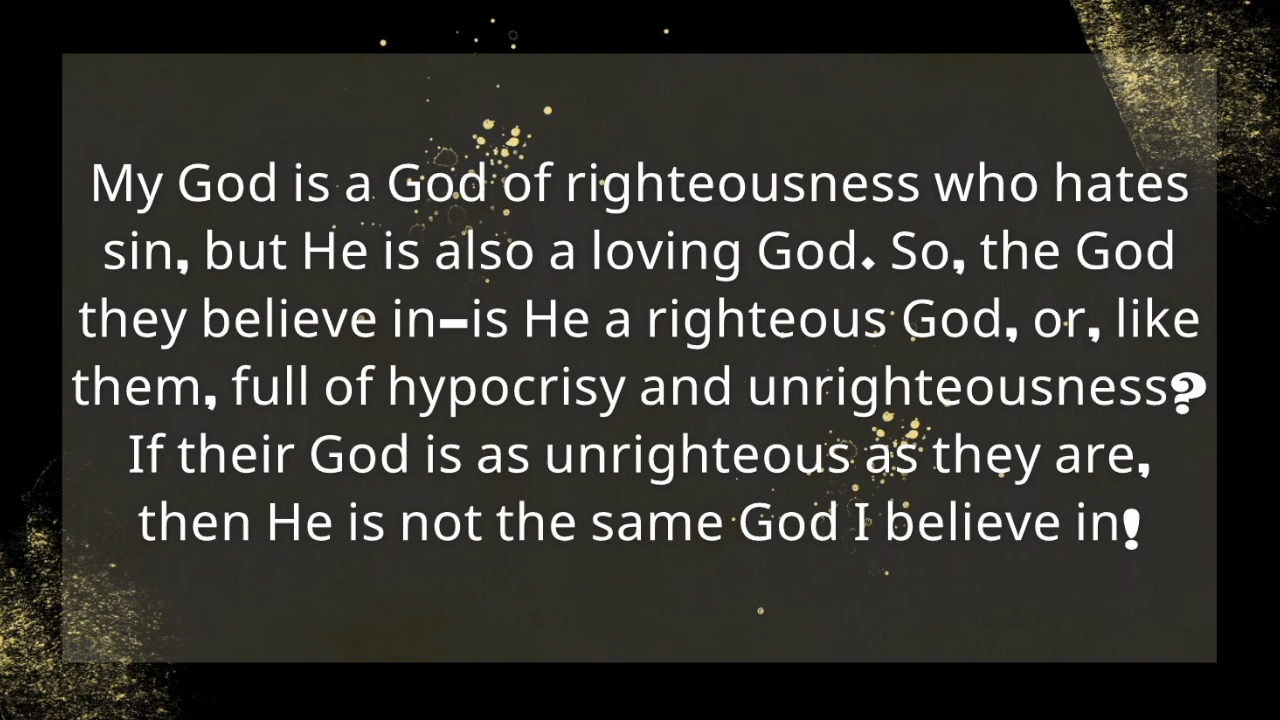 My God is a God of righteousness who hates
sin, but He is also a loving God. So, the God
they believe in–is He a righteous God, or, like
them, full of hypocrisy and unrighteousness?
If their God is as unrighteous as they are,
then He is not the same God I believe in!